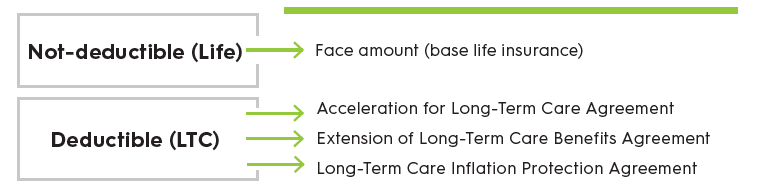 Not-deductible (Life)
Face amount (base life insurance)
Deductible (LTC)
Acceleration for Long-Term Care Agreement
Extension of Long-Term Care Benefits Agreement
Long-Term Care Inflation Protection Agreement